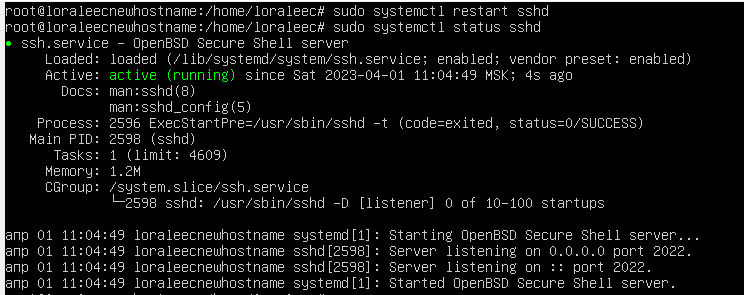 root@loraleecnewhostname:/home/loraleec# sudo systemctl restart sshd
root@loraleecnewhostname:/home/loraleec# sudo systemctl status sshd
● ssh.service - OpenBSD Secure Shell server
Loaded: loaded (/lib/systemd/system/ssh.service; enabled; vendor preset: enabled)
Active: active (running) since Sat 2023-04-01 11:04:49 MSK; 4s ago
Docs: man:sshd(8)
man:sshd_config(5)
Process: 2596 ExecStartPre=/usr/sbin/sshd -t (code=exited, status=0/SUCCESS)
Main PID: 2598 (sshd)
Tasks: 1 (limit: 4609)
Memory: 1.2M
CGroup: /system.slice/ssh.service
└─2598 sshd: /usr/sbin/sshd -D [listener] 0 of 10-100 startups
апр 01 11:04:49 loraleecnewhostname systemd[1]: Starting OpenBSD Secure Shell server...
апр 01 11:04:49 loraleecnewhostname sshd[2598]: Server listening on 0.0.0.0 port 2022.
апр 01 11:04:49 loraleecnewhostname sshd[2598]: Server listening on :: port 2022.
апр 01 11:04:49 loraleecnewhostname systemd[1]: Started OpenBSD Secure Shell server.